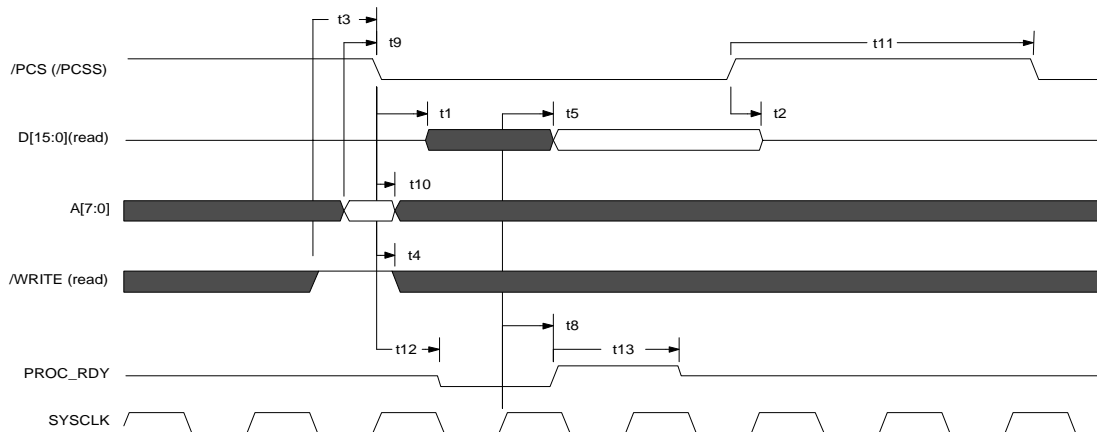 t3
t9
t11
/PCS (/PCSS)
t1
t5
t2
D[15:0](read)
t10
A[7:0]
t4
/WRITE (read)
t8
t12
t13
PROC_RDY
SYSCLK